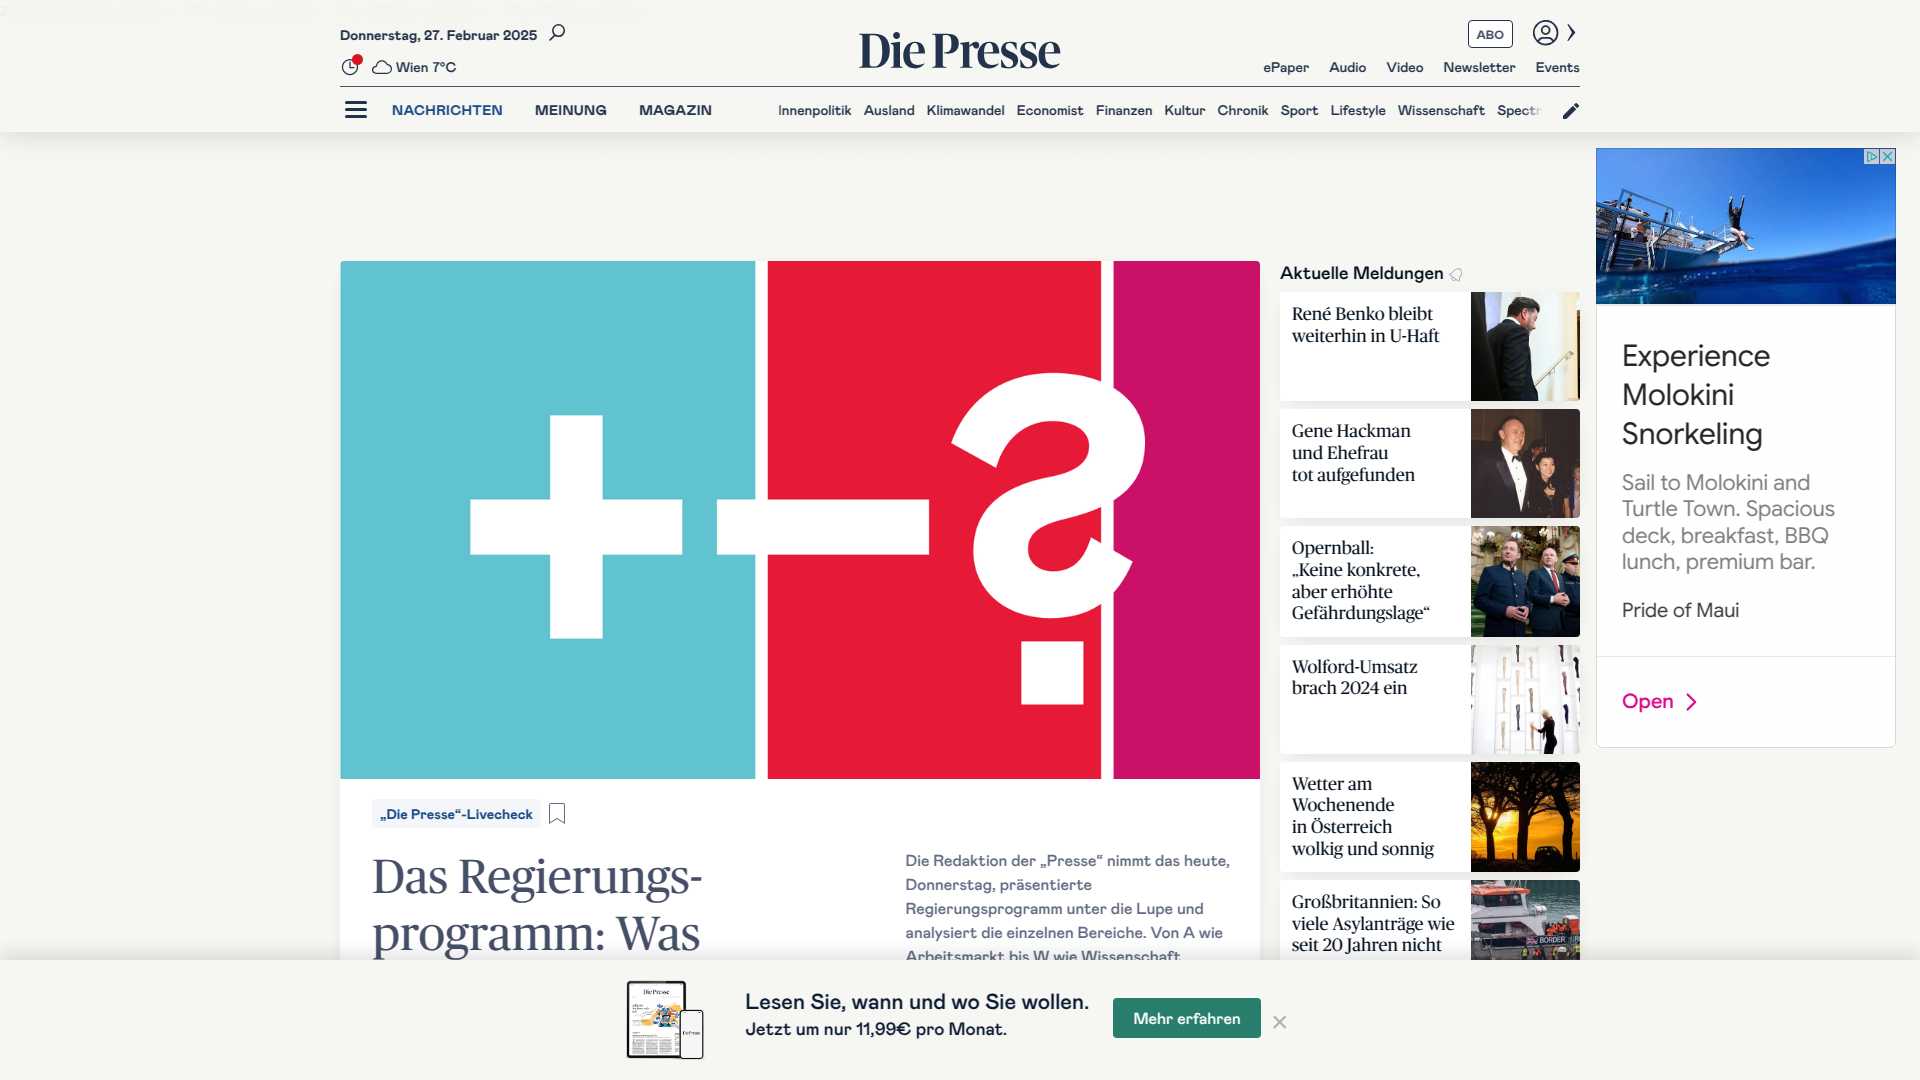 Donnerstag, 27. Februar 2025
Die Presse
ABO
Wien 7°C
ePaper Audio Video Newsletter Events
NACHRICHTEN MEINUNG MAGAZIN Innenpolitik Ausland Klimawandel Economist Finanzen Kultur Chronik Sport Lifestyle Wissenschaft Spectr
+–?
„Die Presse“-Livecheck
Das Regierungs-
programm: Was
Die Redaktion der „Presse“ nimmt das heute,
Donnerstag, präsentierte
Regierungsprogramm unter die Lupe und
analysiert die einzelnen Bereiche. Von A wie
Arbeitsmarkt bis W wie Wissenschaft
Aktuelle Meldungen
René Benko bleibt
weiterhin in U-Haft
Gene Hackman
und Ehefrau
tot aufgefunden
Opernball:
„Keine konkrete,
aber erhöhte
Gefährdungslage“
Wolford-Umsatz
brach 2024 ein
Wetter am
Wochenende
in Österreich
wolkig und sonnig
Großbritannien: So
viele Asylanträge wie
seit 20 Jahren nicht
BORDER
Experience
Molokini
Snorkeling
Sail to Molokini and
Turtle Town. Spacious
deck, breakfast, BBQ
lunch, premium bar.
Pride of Maui
Open
Die Presse
Die Presse
Lesen Sie, wann und wo Sie wollen.
Jetzt um nur 11,99€ pro Monat.
Mehr erfahren